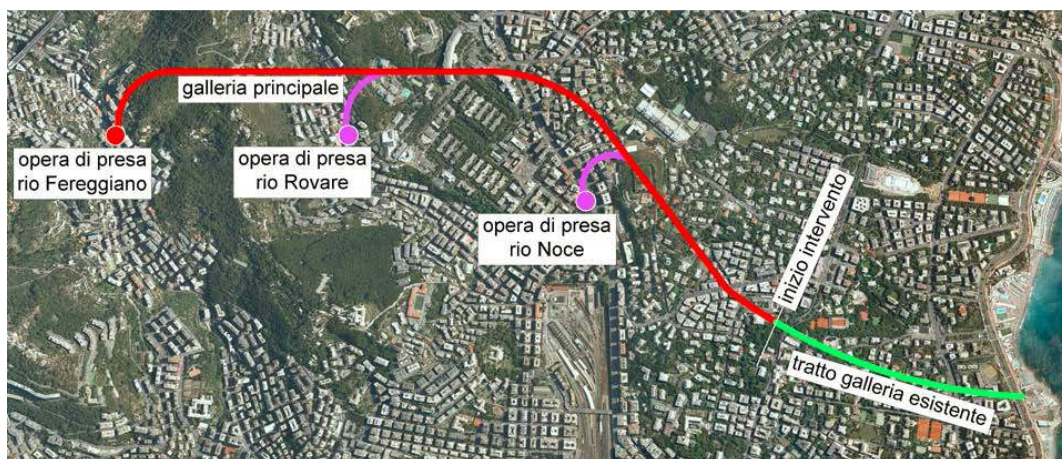 galleria principale
opera di presa
rio Fereggiano
opera di presa
rio Rovare
opera di presa
rio Noce
inizio intervento
tratto galleria esistente